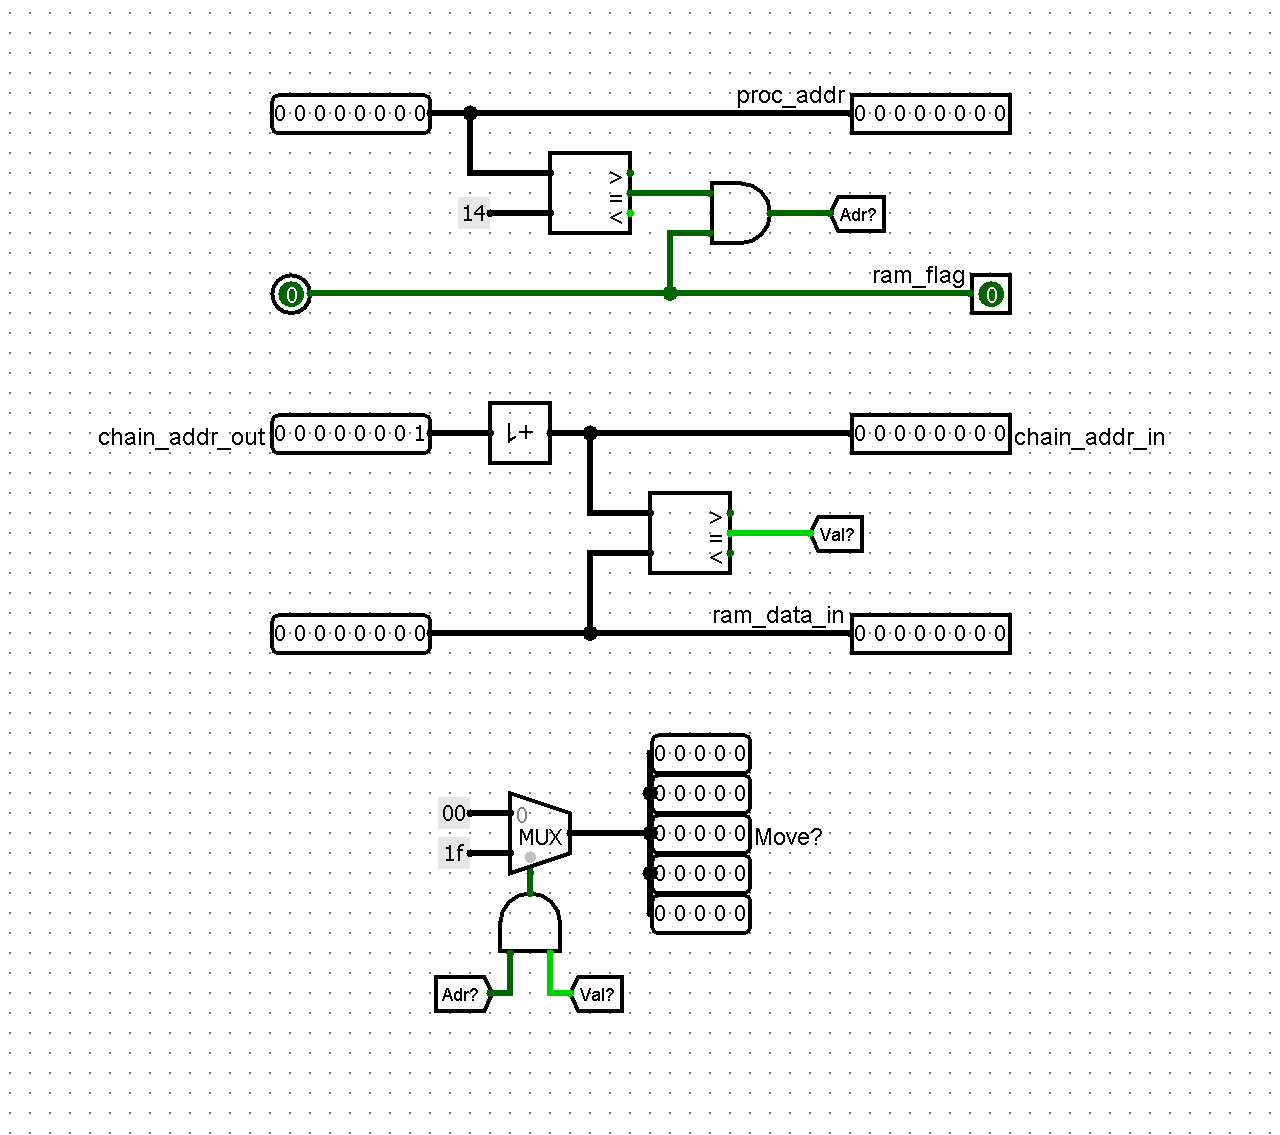 proc_addr
0 0 0 0 0 0 0 0
0 0 0 0 0 0 0 0
>
=
<
14
Adr?
ram_flag
0
0
chain_addr_out
0 0 0 0 0 0 0 1
+1
0 0 0 0 0 0 0 0
chain_addr_in
>
=
<
Val?
ram_data_in
0 0 0 0 0 0 0 0
0 0 0 0 0 0 0 0
0 0 0 0 0
0 0 0 0 0
00
0
MUX
0 0 0 0 0
Move?
1f
0 0 0 0 0
0 0 0 0 0
Adr?
Val?